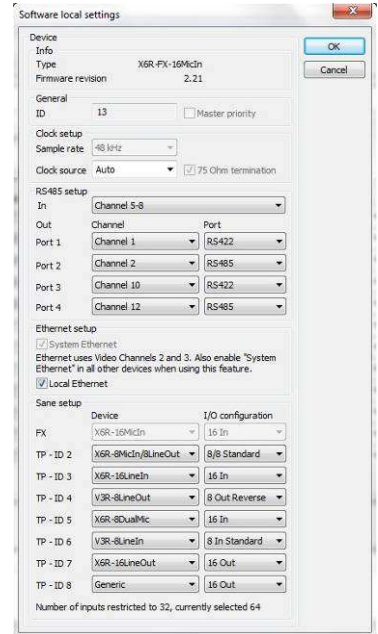 Software local settings
Device
Info
Type X6R-FX-16MicIn
Firmware revision 2.21
OK
Cancel
General
ID 13 Master priority
Clock setup
Sample rate 48 kHz
Clock source Auto 75 Ohm termination
RS485 setup
In Channel 5-8
Out Channel Port
Port 1 Channel 1 RS422
Port 2 Channel 2 RS485
Port 3 Channel 10 RS422
Port 4 Channel 12 RS485
Ethernet setup
System Ethernet
Ethernet uses Video Channels 2 and 3. Also enable "System
Ethernet" in all other devices when using this feature.
Local Ethernet
Sane setup
Device I/O configuration
FX X6R-16MicIn 16 In
TP - ID 2 X6R-8MicIn/8LineOut 8/8 Standard
TP - ID 3 X6R-16LineIn 16 In
TP - ID 4 V3R-8LineOut 8 Out Reverse
TP - ID 5 X6R-8DualMic 16 In
TP - ID 6 V3R-8LineIn 8 In Standard
TP - ID 7 X6R-16LineOut 16 Out
TP - ID 8 Generic 16 Out
Number of inputs restricted to 32, currently selected 64